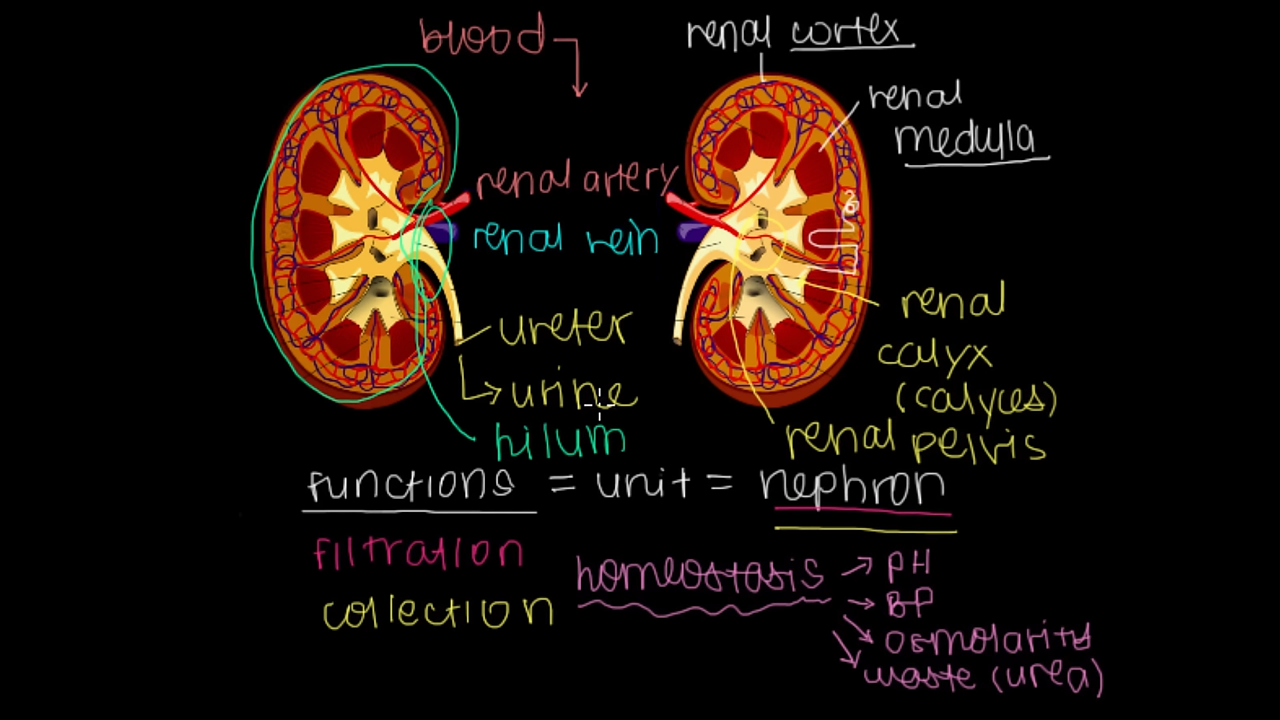 blood
renal cortex
renal
medulla
renal artery
renal vein
ureter
urine
hilum
renal
calyx
(calyces)
renal pelvis
functions = unit = nephron
filtration
collection
homeostasis
PH
BP
osmolarity
waste (urea)